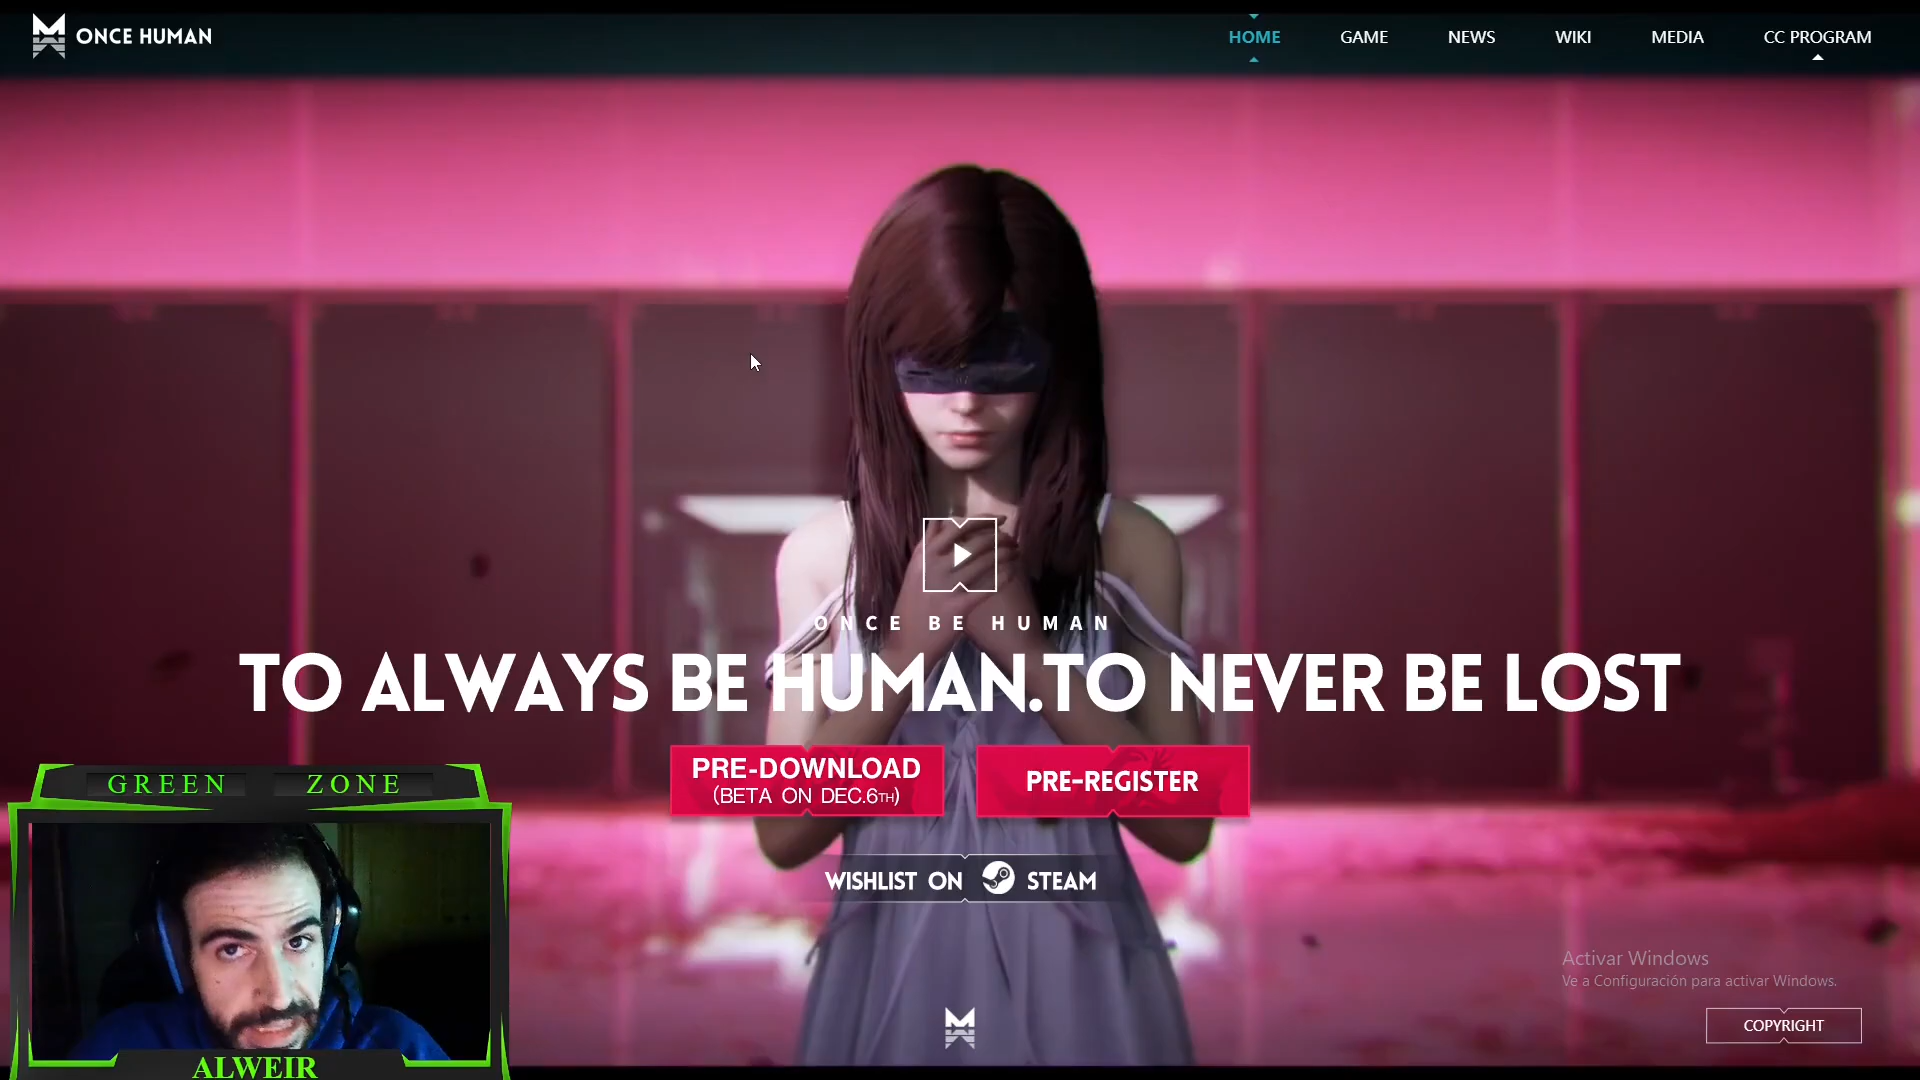 ONCE HUMAN
HOME
GAME
NEWS
WIKI
MEDIA
CC PROGRAM
ONCE BE HUMAN
TO ALWAYS BE HUMAN.TO NEVER BE LOST
PRE-DOWNLOAD
(BETA ON DEC.6TH)
PRE-REGISTER
WISHLIST ON STEAM
GREEN ZONE
ALWEIR
Activar Windows
Ve a Configuración para activar Windows.
COPYRIGHT